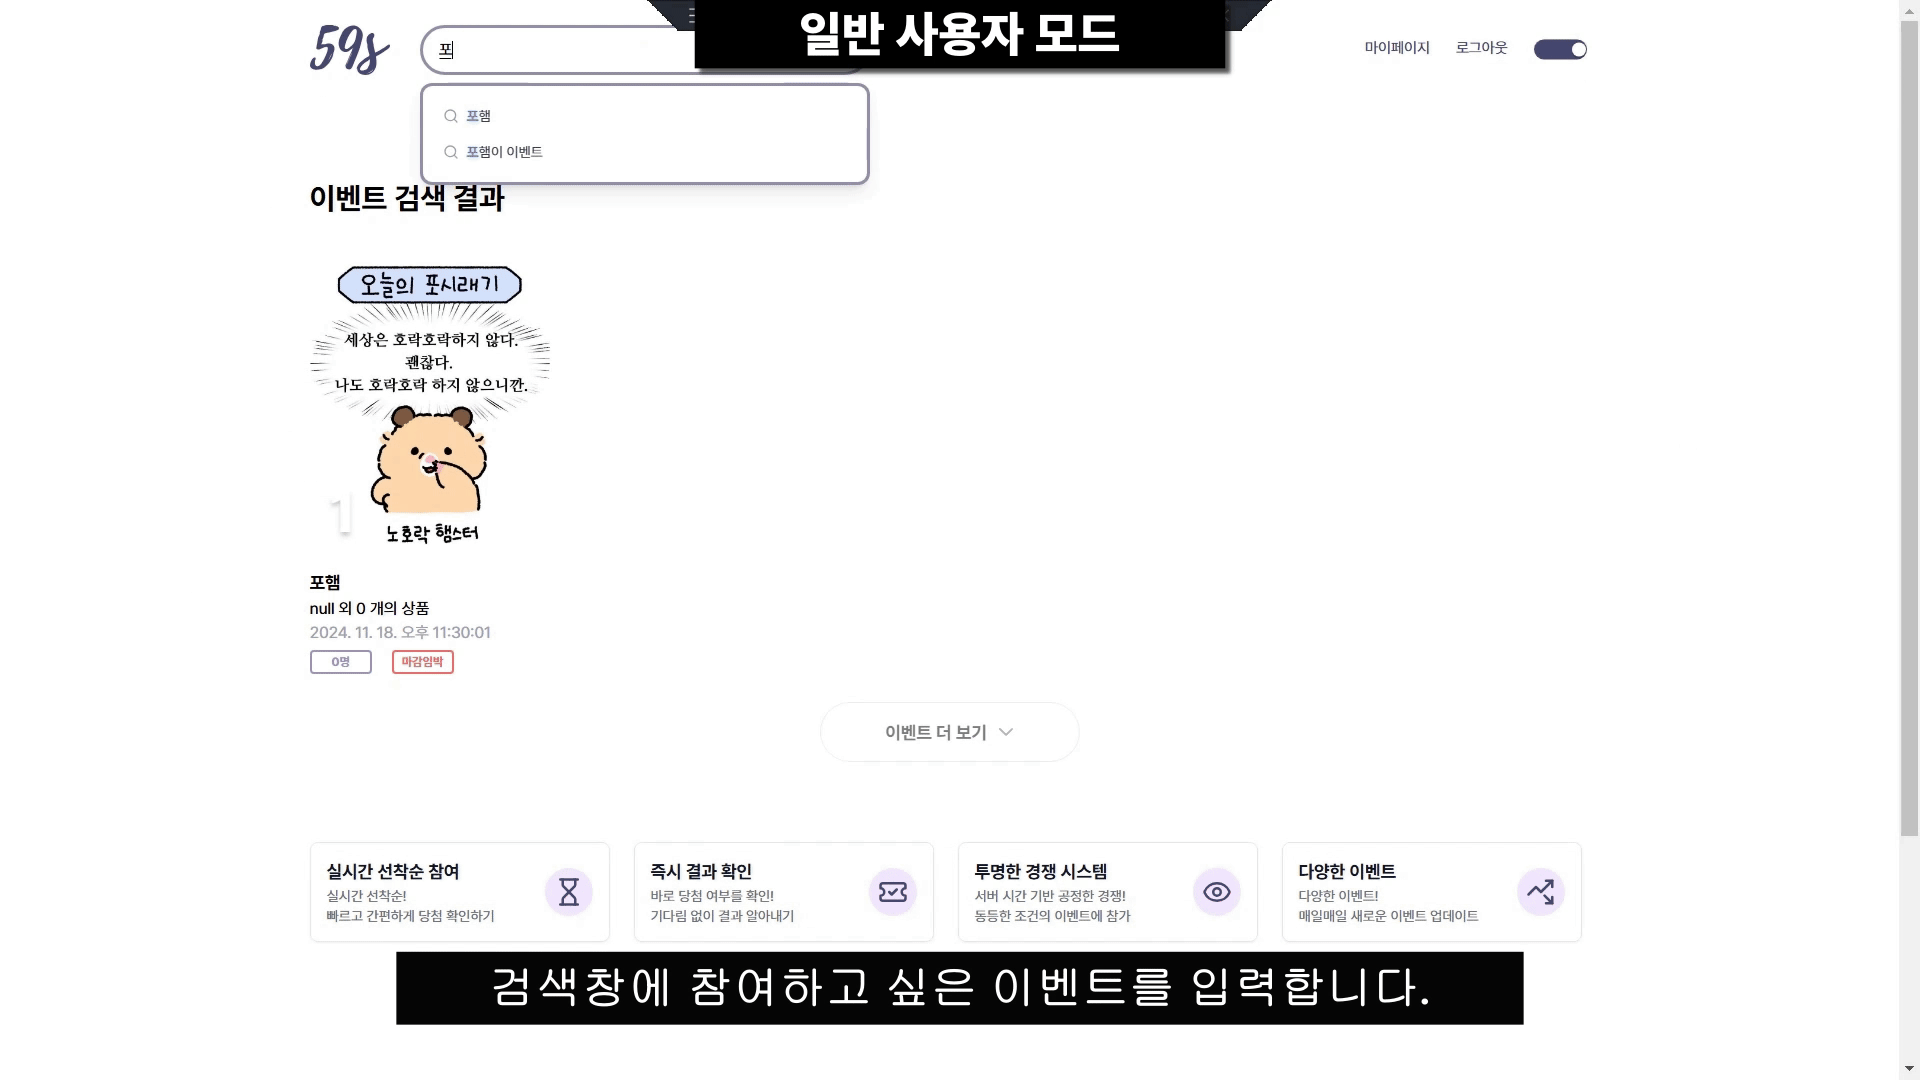 일반 사용자 모드
59s
포
마이페이지
로그아웃
포햄
포햄이 이벤트
이벤트 검색 결과
오늘의 포시래기
세상은 호락호락하지 않다.
괜찮다.
나도 호락호락 하지 않으니깐.
1
노호락 햄스터
포햄
null 외 0 개의 상품
2024. 11. 18. 오후 11:30:01
0명
마감임박
이벤트 더 보기
실시간 선착순 참여
실시간 선착순!
빠르고 간편하게 당첨 확인하기
즉시 결과 확인
바로 당첨 여부를 확인!
기다림 없이 결과 알아내기
투명한 경쟁 시스템
서버 시간 기반 공정한 경쟁!
동등한 조건의 이벤트에 참가
다양한 이벤트
다양한 이벤트!
매일매일 새로운 이벤트 업데이트
검색창에 참여하고 싶은 이벤트를 입력합니다.